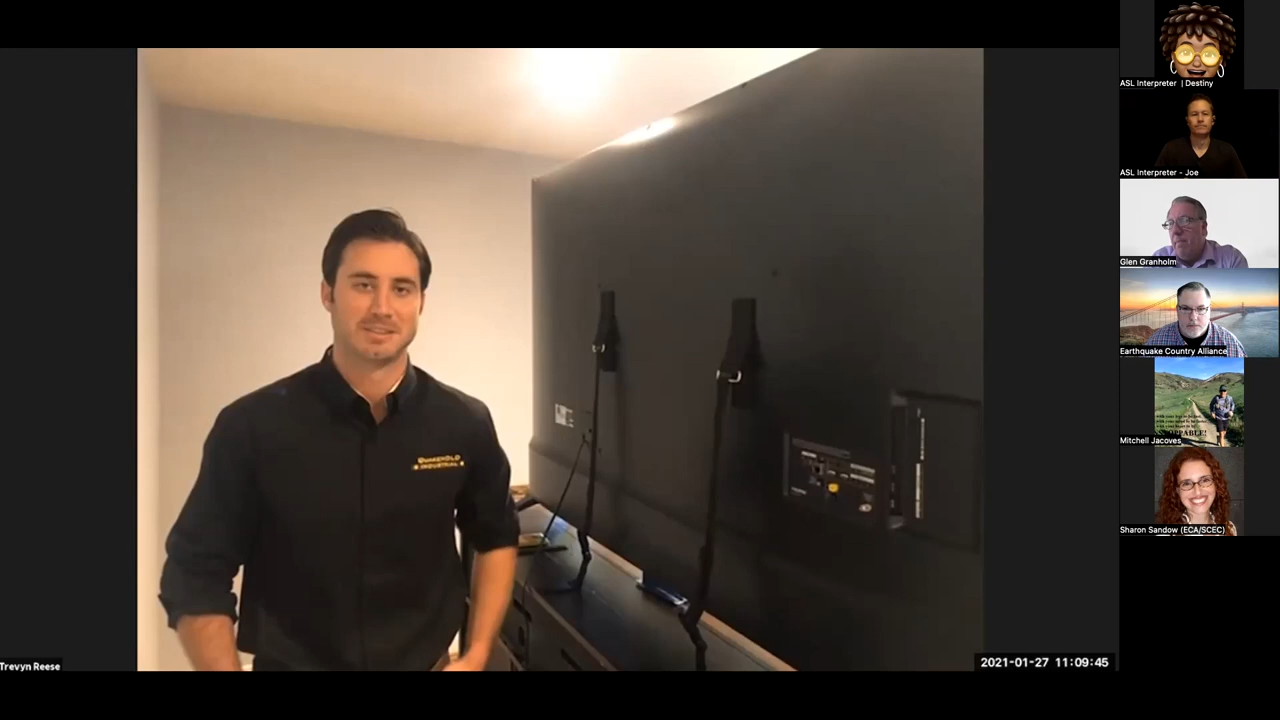 ASL Interpreter | Destiny
ASL Interpreter - Joe
Glen Granholm
Earthquake Country Alliance
Mitchell Jacoves
Sharon Sandow (ECA/SCEC)
QUAKEHOLD
INDUSTRIAL
Trevyn Reese
2021-01-27 11:09:45